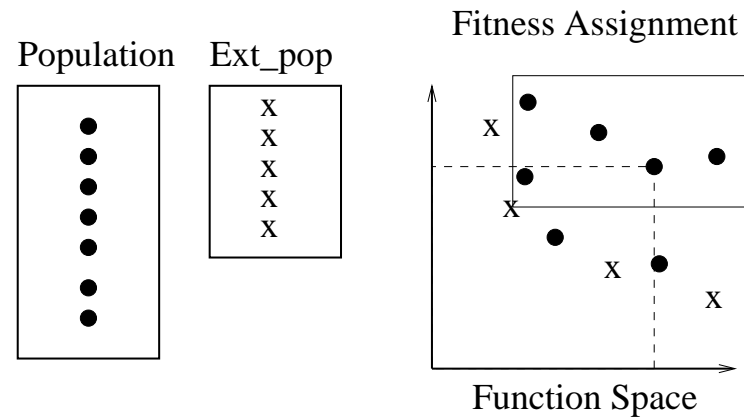 Fitness Assignment
Population Ext_pop
x
x
x
x
x
x
x
x
x
Function Space